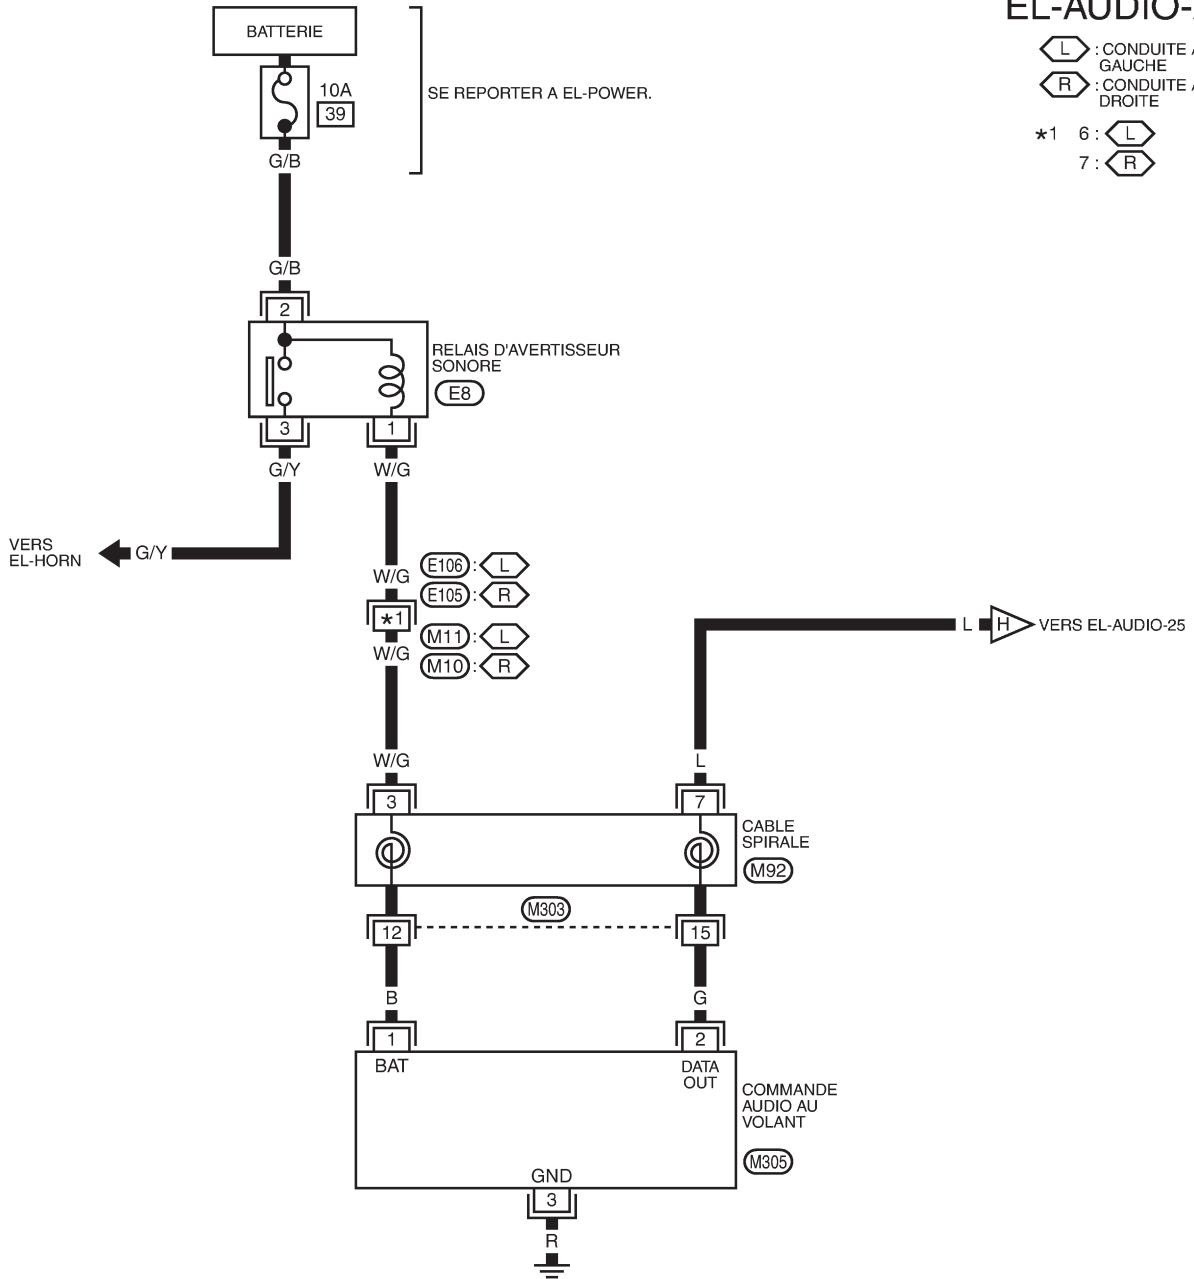 EL-AUDIO-
BATTERIE
10A
39
SE REPORTER A EL-POWER.
L : CONDUITE A
GAUCHE
R : CONDUITE A
DROITE
*1 6 : L
7 : R
G/B
G/B
2
RELAIS D'AVERTISSEUR
SONORE
E8
3 1
G/Y W/G
VERS
EL-HORN
G/Y
W/G
E106 : L
E105 : R
*1
M11 : L
M10 : R
W/G
L H VERS EL-AUDIO-25
W/G L
3 7
CABLE
SPIRALE
M92
M303
12 15
B G
1 2
BAT DATA
OUT
COMMANDE
AUDIO AU
VOLANT
M305
GND
3
R